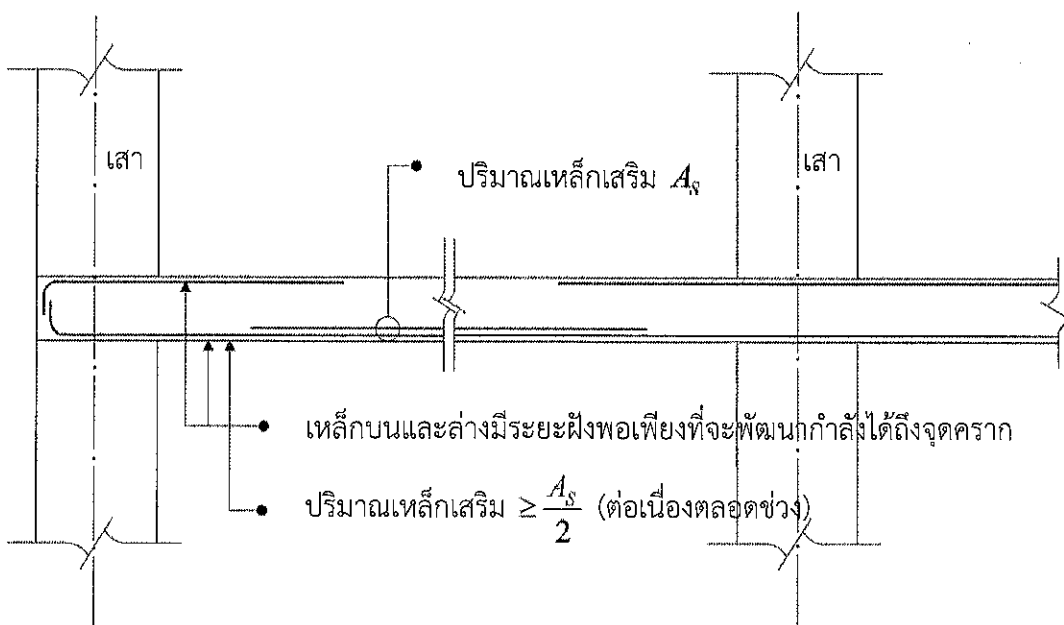 เสา
เสา
ปริมาณเหล็กเสริม A_s
เหล็กบนและล่างมีระยะฝังพอเพียงที่จะพัฒนากำลังได้ถึงจุดคราก
ปริมาณเหล็กเสริม ≥ A_s/2 (ต่อเนื่องตลอดช่วง)